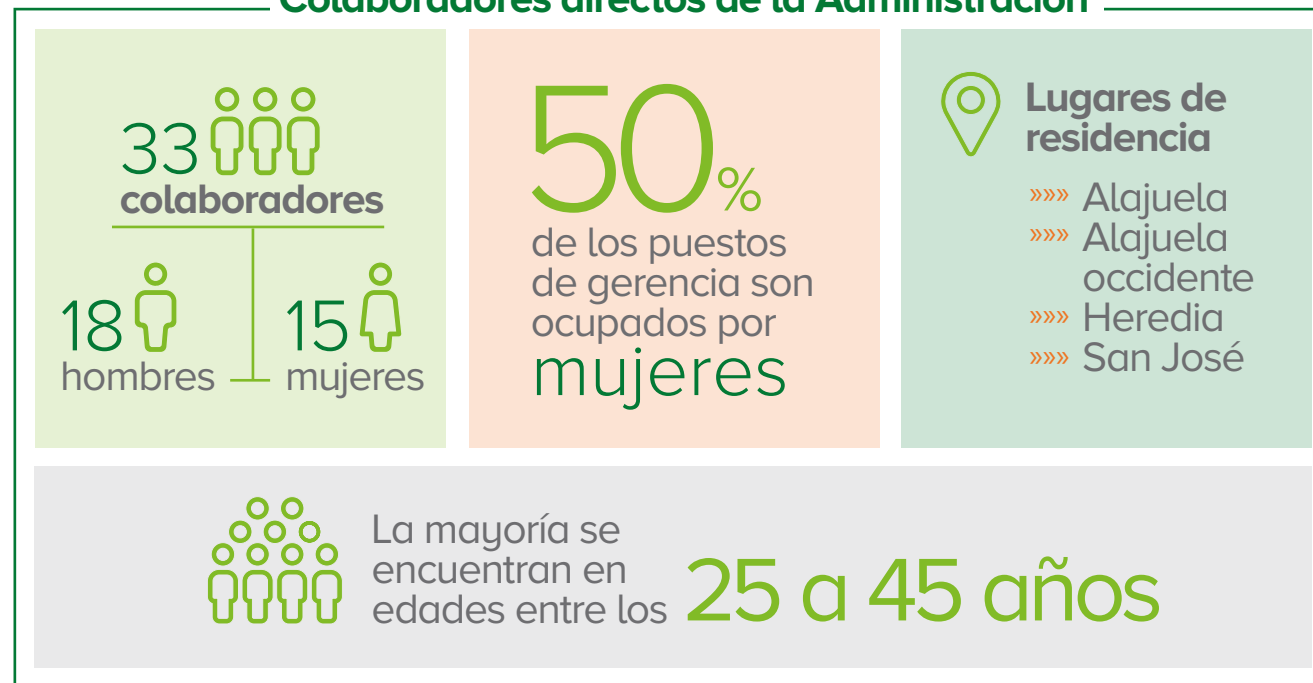 Colaboradores directos de la Administración
33
colaboradores
18
hombres
15
mujeres
50%
de los puestos
de gerencia son
ocupados por
mujeres
Lugares de
residencia
»»» Alajuela
»»» Alajuela
occidente
»»» Heredia
»»» San José
La mayoría se
encuentran en
edades entre los 25 a 45 años